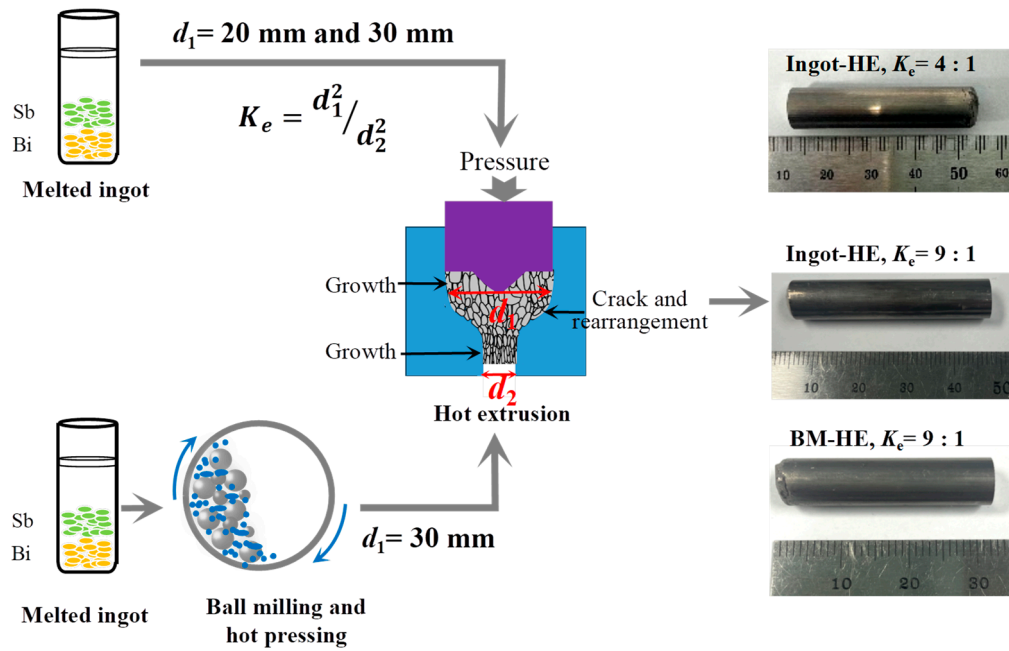 d₁= 20 mm and 30 mm
Kₑ = d₁²/d₂²
Sb
Bi
Melted ingot
Pressure
Growth
d₁
Crack and
rearrangement
Growth
d₂
Hot extrusion
Sb
Bi
Melted ingot
Ball milling and
hot pressing
d₁= 30 mm
Ingot-HE, Kₑ= 4 : 1
10 20 30 40 50 60
Ingot-HE, Kₑ= 9 : 1
10 20 30 40 50
BM-HE, Kₑ= 9 : 1
10 20 30